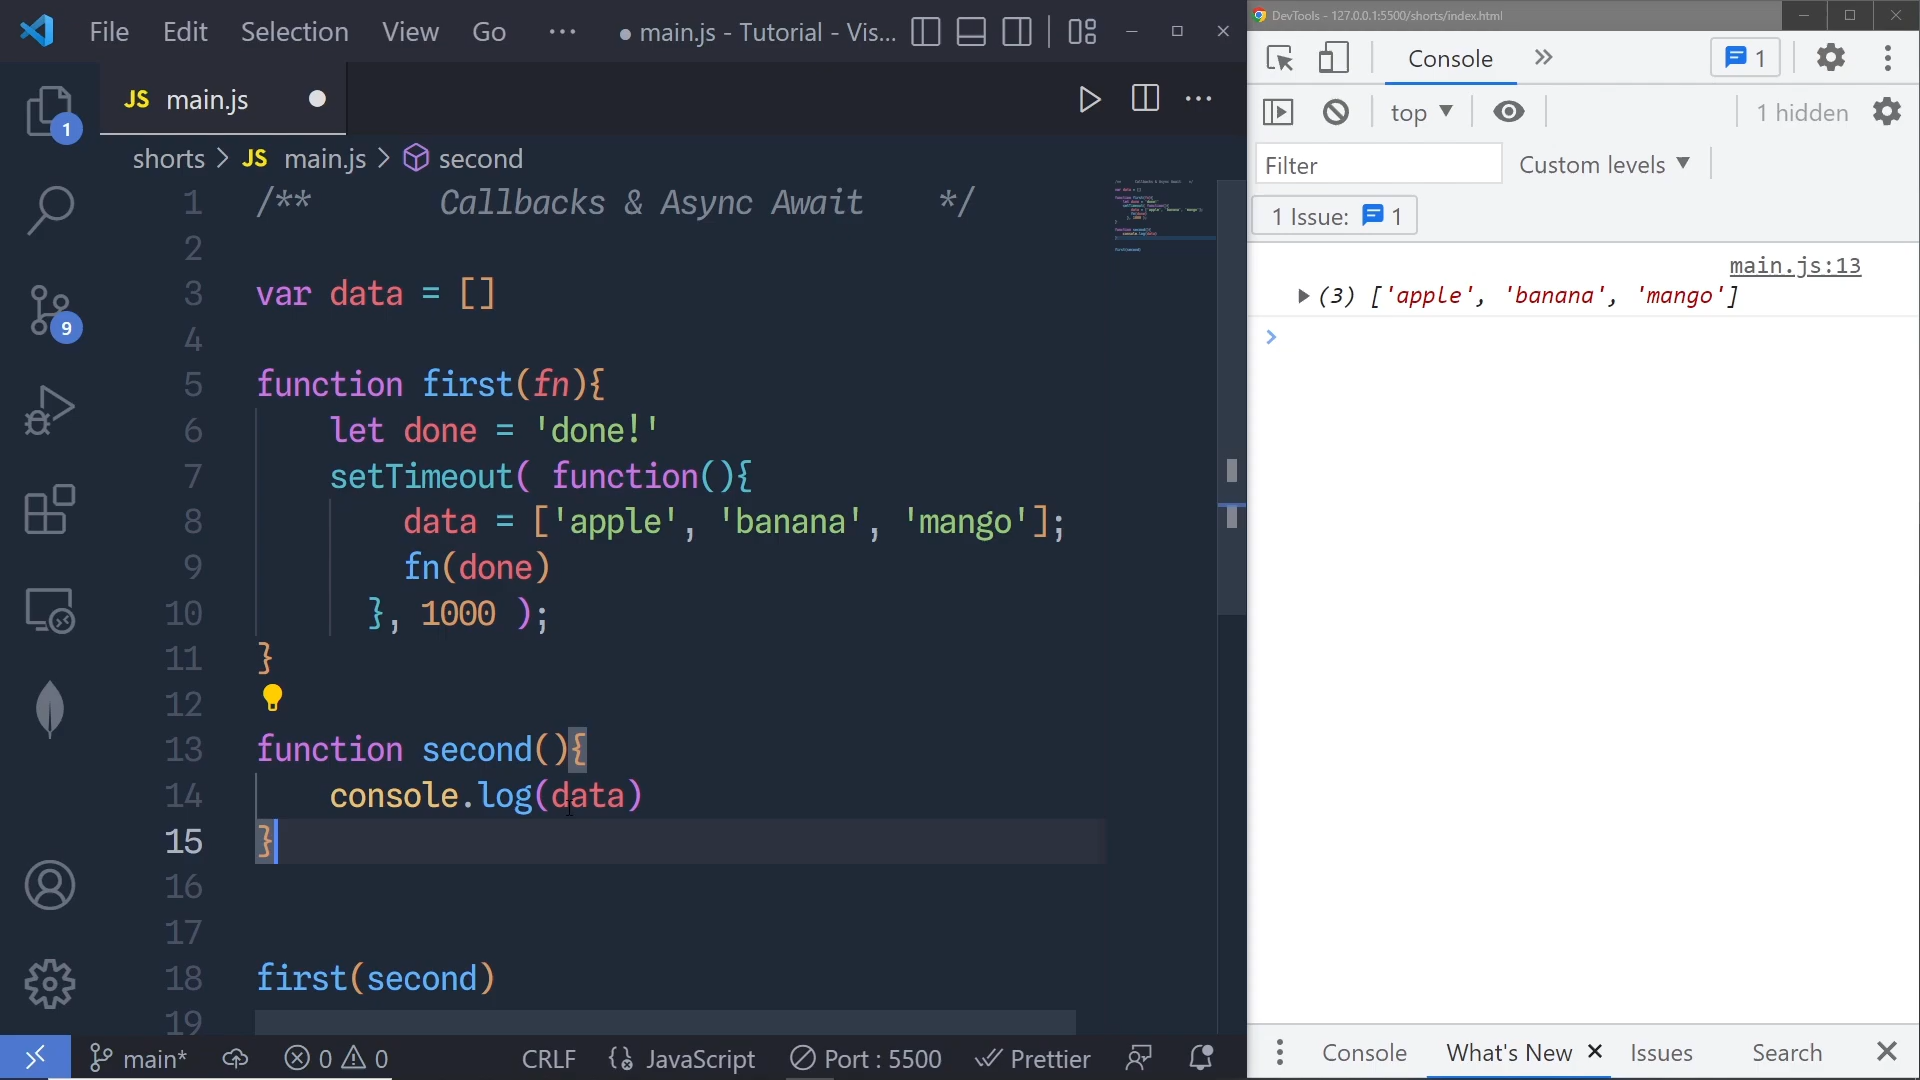 File Edit Selection View Go ··· ● main.js - Tutorial - Vis...
JS main.js
1
shorts > JS main.js > second
1 /** Callbacks & Async Await */
2
3 var data = []
4
5 function first(fn){
6 let done = 'done!'
7 setTimeout( function(){
8 data = ['apple', 'banana', 'mango'];
9 fn(done)
10 }, 1000 );
11 }
12
13 function second(){
14 console.log(data)
15 }
16
17
18 first(second)
19
9
main* 0 0 CRLF {} JavaScript Port : 5500 Prettier
DevTools - 127.0.0.1:5500/shorts/index.html
Console » 1
top ▼ 1 hidden
Filter Custom levels ▼
1 Issue: 1
main.js:13
▶ (3) ['apple', 'banana', 'mango']
>
Console What's New × Issues Search ×